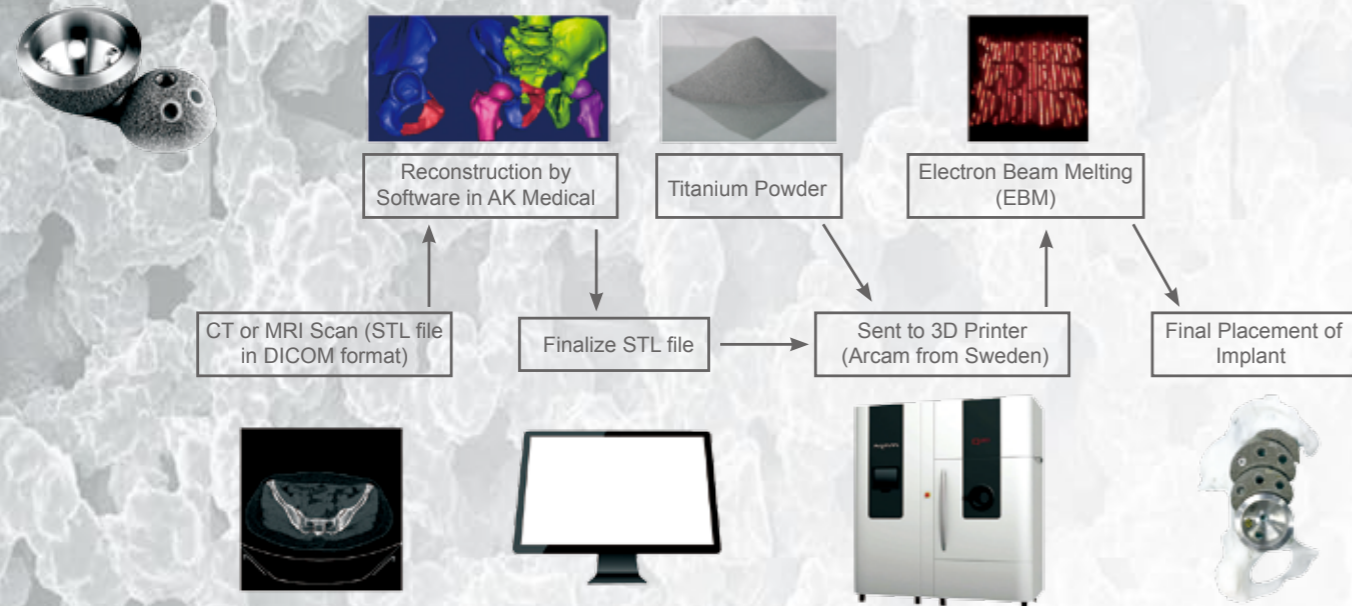 Reconstruction by
Software in AK Medical
Titanium Powder
Electron Beam Melting
(EBM)
CT or MRI Scan (STL file
in DICOM format)
Finalize STL file
Sent to 3D Printer
(Arcam from Sweden)
Final Placement of
Implant